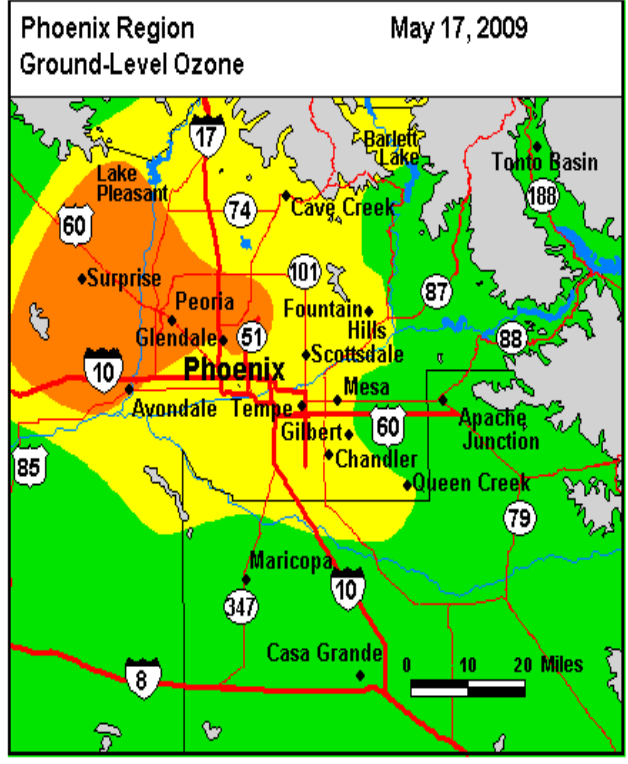 Phoenix Region May 17, 2009
Ground-Level Ozone
17
Barlett
Lake
Tonto Basin
Lake
Pleasant
188
74
Cave Creek
60
101
Surprise
87
Peoria
Fountain
Hills
Glendale
51
88
Scottsdale
10
Phoenix
Mesa
Avondale
Tempe
60
Apache
Junction
Gilbert
Chandler
85
Queen Creek
79
Maricopa
10
347
Casa Grande
0 10 20 Miles
8